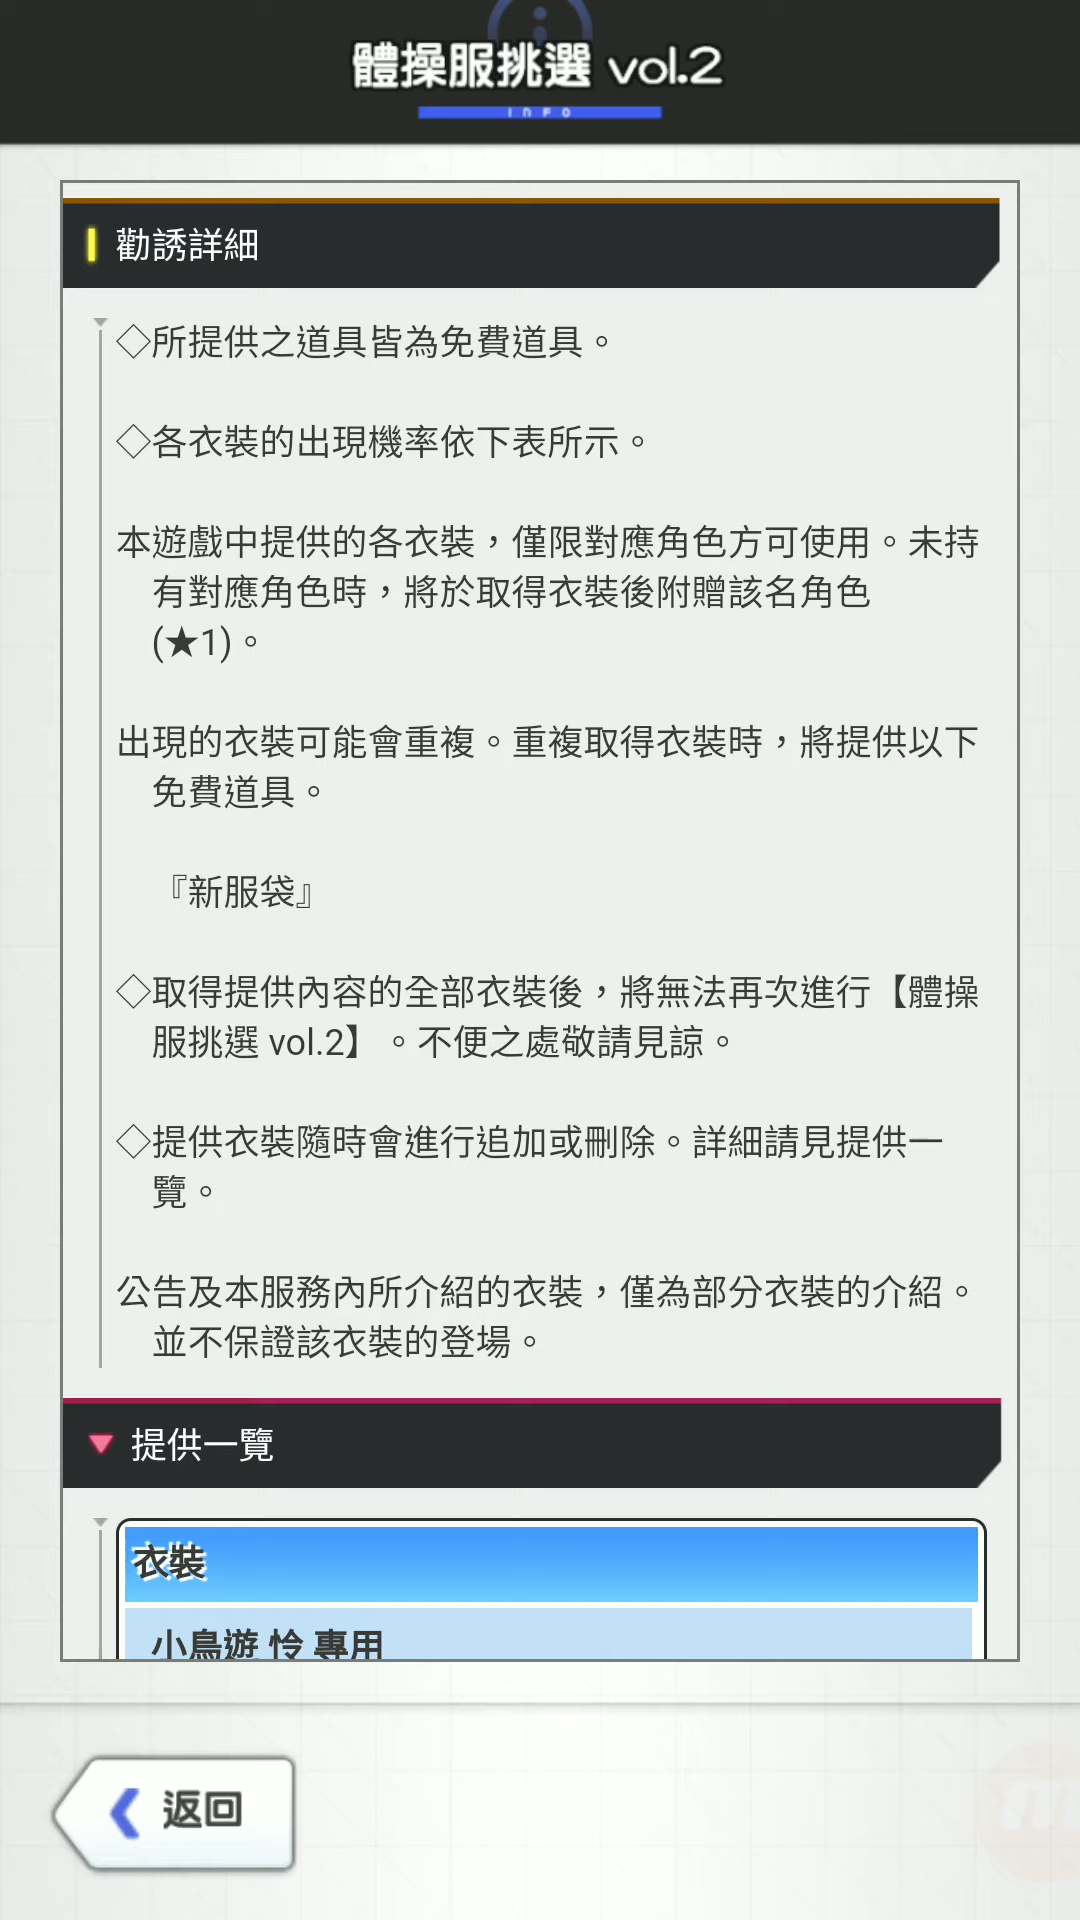 體操服挑選 vol.2
INFO
勸誘詳細
◇所提供之道具皆為免費道具。
◇各衣裝的出現機率依下表所示。
本遊戲中提供的各衣裝，僅限對應角色方可使用。未持
有對應角色時，將於取得衣裝後附贈該名角色
(★1)。
出現的衣裝可能會重複。重複取得衣裝時，將提供以下
免費道具。
『新服袋』
◇取得提供內容的全部衣裝後，將無法再次進行【體操
服挑選 vol.2】。不便之處敬請見諒。
◇提供衣裝隨時會進行追加或刪除。詳細請見提供一
覽。
公告及本服務內所介紹的衣裝，僅為部分衣裝的介紹。
並不保證該衣裝的登場。
提供一覽
衣裝
小鳥遊 怜 專用
返回